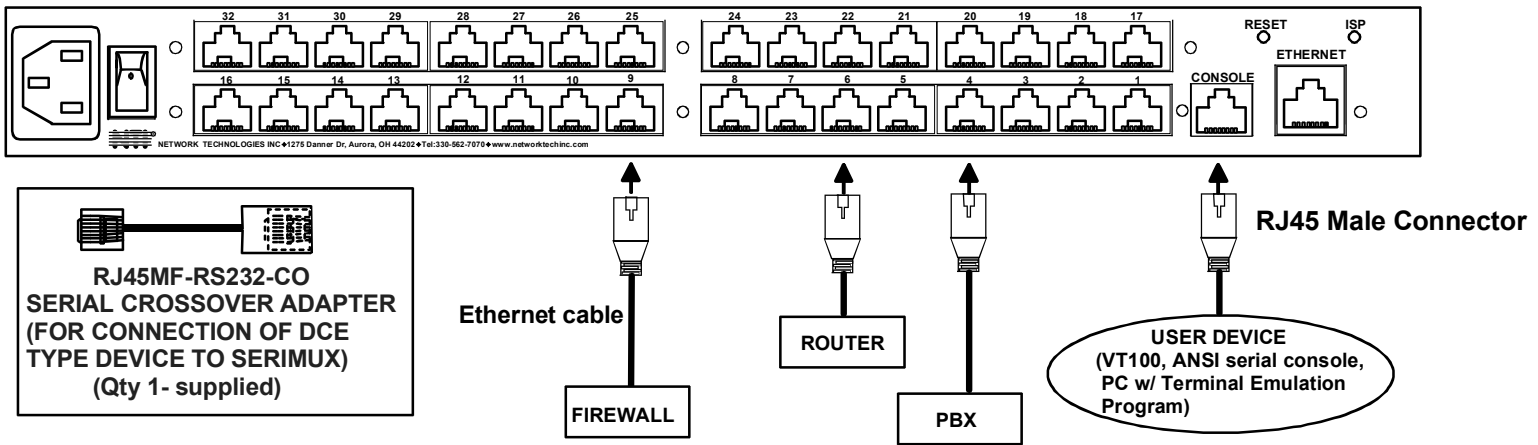 32 31 30 29 28 27 26 25 24 23 22 21 20 19 18 17
RESET ISP
ETHERNET
CONSOLE
16 15 14 13 12 11 10 9 8 7 6 5 4 3 2 1
NETWORK TECHNOLOGIES INC◆1275 Danner Dr, Aurora, OH 44202◆Tel:330-562-7070◆www.networktechinc.com
RJ45MF-RS232-CO
SERIAL CROSSOVER ADAPTER
(FOR CONNECTION OF DCE
TYPE DEVICE TO SERIMUX)
(Qty 1- supplied)
Ethernet cable
FIREWALL
ROUTER
PBX
RJ45 Male Connector
USER DEVICE
(VT100, ANSI serial console,
PC w/ Terminal Emulation
Program)